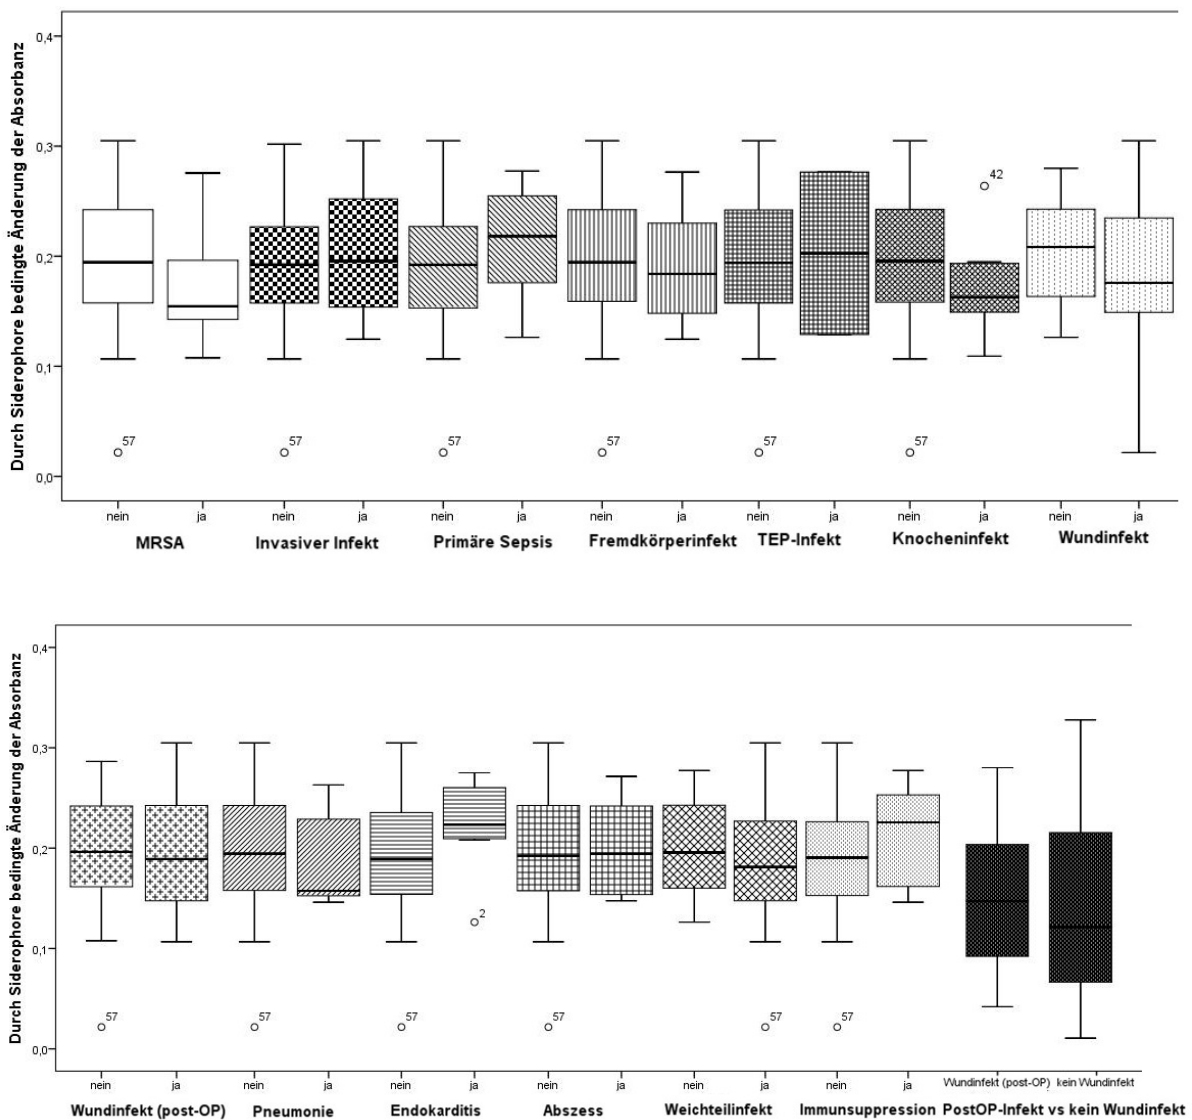 Durch Siderophore bedingte Änderung der Absorbanz
0,4
0,3
0,2
0,1
0,0
57
57
57
57
57
57
42
nein
ja
nein
ja
nein
ja
nein
ja
nein
ja
nein
ja
nein
ja
MRSA
Invasiver Infekt
Primäre Sepsis
Fremdkörperinfekt
TEP-Infekt
Knocheninfekt
Wundinfekt
Durch Siderophore bedingte Änderung der Absorbanz
0,4
0,3
0,2
0,1
0,0
57
57
57
2
57
57
57
nein
ja
nein
ja
nein
ja
nein
ja
nein
ja
nein
ja
Wundinfekt (post-OP)
kein Wundinfekt
Wundinfekt (post-OP)
Pneumonie
Endokarditis
Abszess
Weichteilinfekt
Immunsuppression
PostOP-Infekt vs kein Wundinfekt